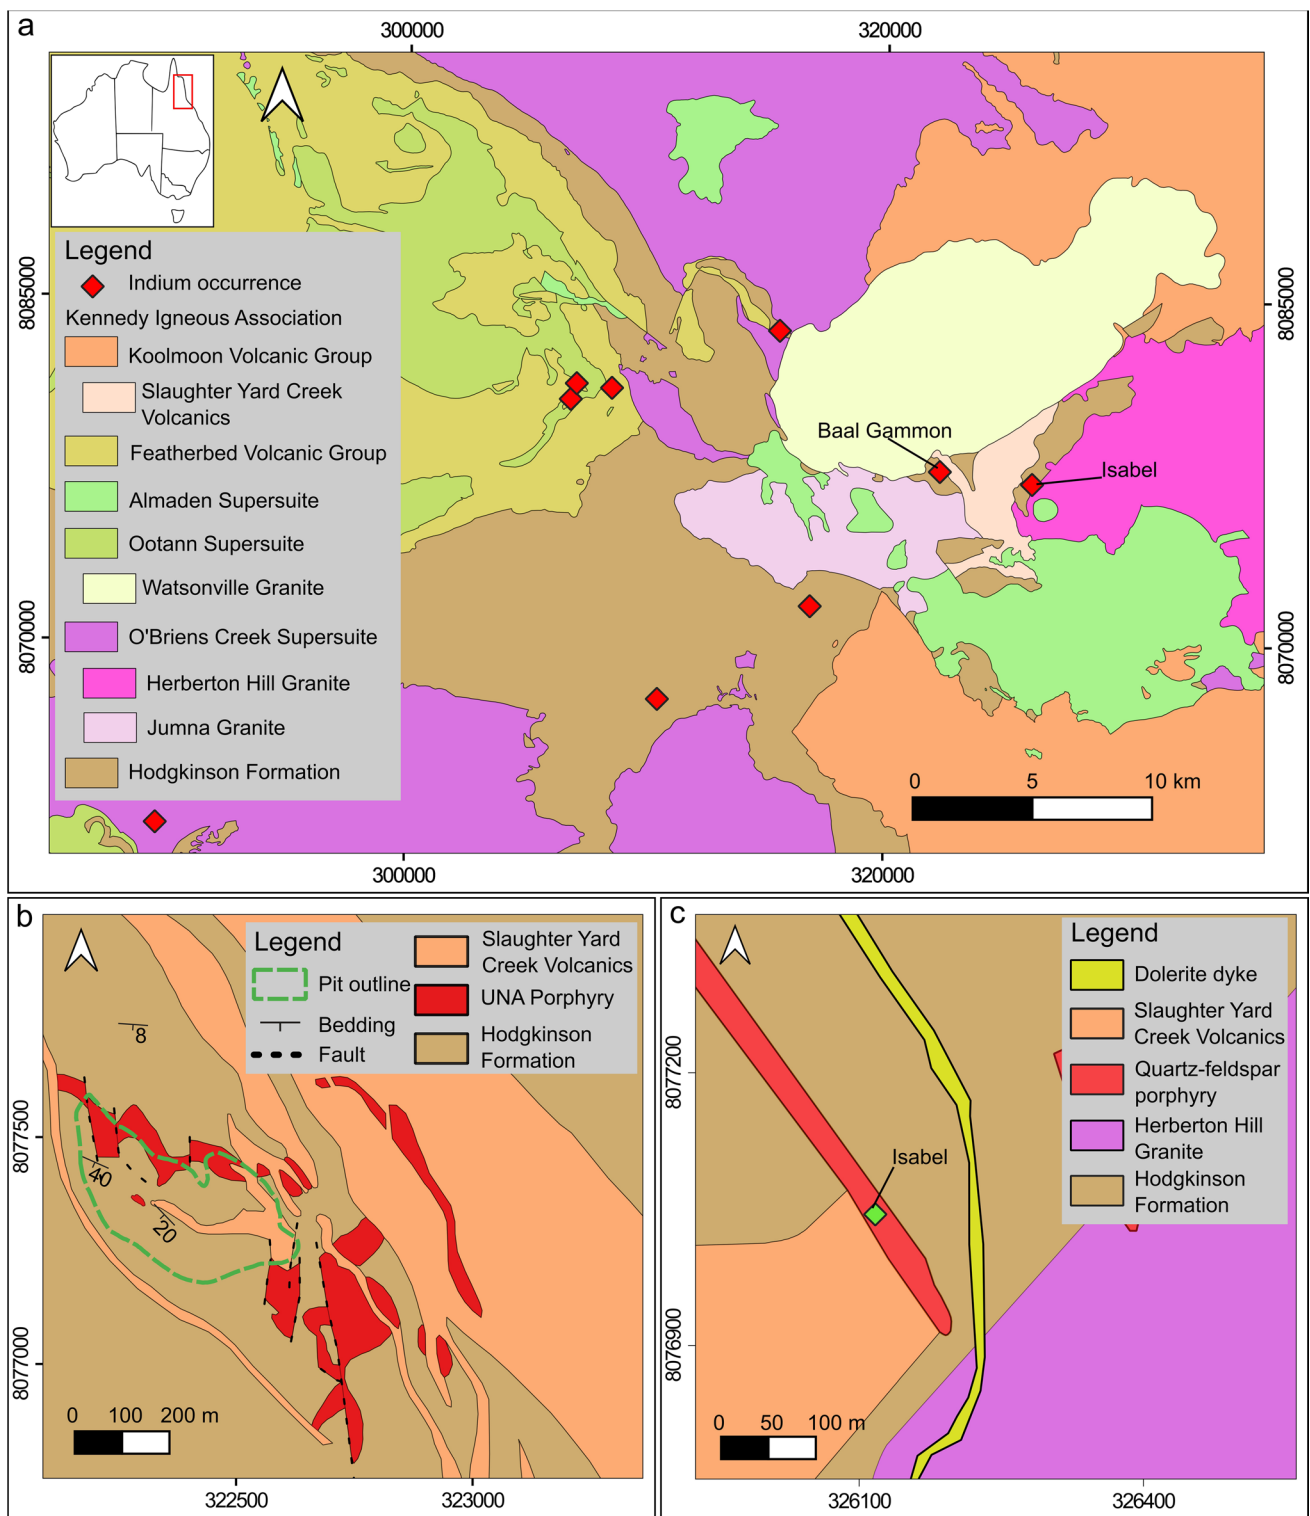 a
300000
320000
8085000
8085000
8070000
8070000
Legend
Indium occurrence
Kennedy Igneous Association
Koolmoon Volcanic Group
Slaughter Yard Creek
Volcanics
Featherbed Volcanic Group
Almaden Supersuite
Ootann Supersuite
Watsonville Granite
O'Briens Creek Supersuite
Herberton Hill Granite
Jumna Granite
Hodgkinson Formation
Baal Gammon
Isabel
0 5 10 km
300000
320000
b
Legend
Pit outline
Bedding
Fault
Slaughter Yard
Creek Volcanics
UNA Porphyry
Hodgkinson
Formation
8
40
20
8077500
8077000
0 100 200 m
322500
323000
c
Legend
Dolerite dyke
Slaughter Yard
Creek Volcanics
Quartz-feldspar
porphyry
Herberton Hill
Granite
Hodgkinson
Formation
Isabel
8077200
8076900
0 50 100 m
326100
326400